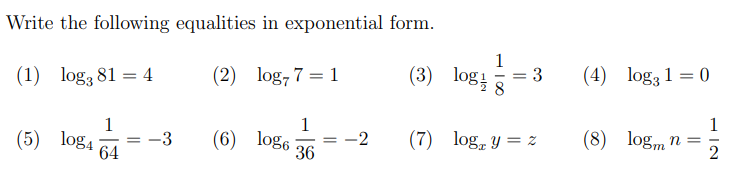 Write the following equalities in exponential form.
(1) log₃ 81 = 4 (2) log₇ 7 = 1 (3) log_{1/2} 1/8 = 3 (4) log₃ 1 = 0
(5) log₄ 1/64 = −3 (6) log₆ 1/36 = −2 (7) logₓ y = z (8) logₘ n = 1/2